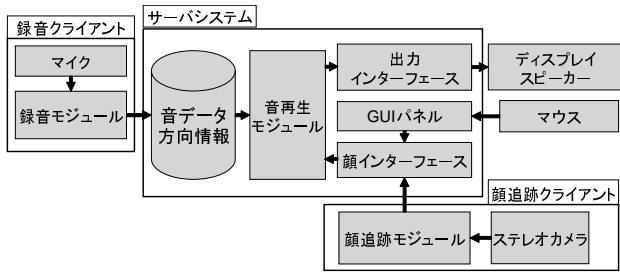 録音クライアント
マイク
録音モジュール
サーバシステム
音データ
方向情報
音再生
モジュール
出力
インターフェース
GUIパネル
顔インターフェース
ディスプレイ
スピーカー
マウス
顔追跡クライアント
顔追跡モジュール
ステレオカメラ